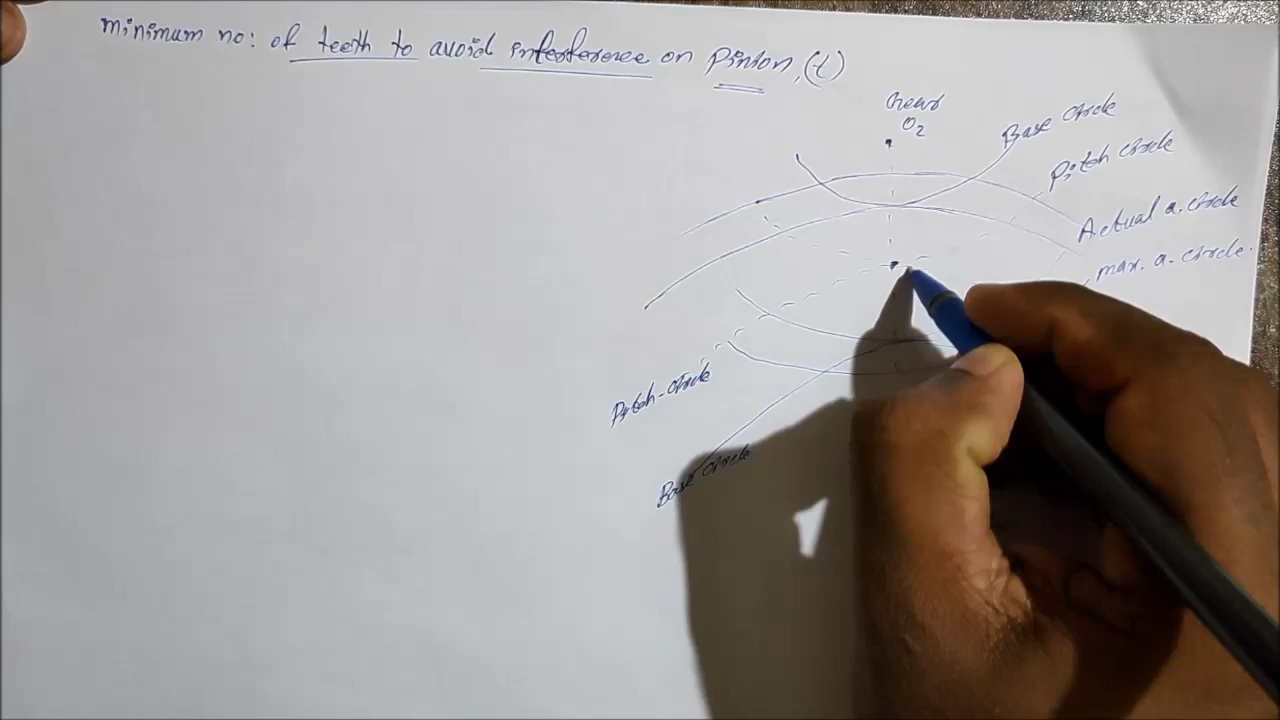 minimum no: of teeth to avoid interference on Pinion, (t)
Gear
O2
Base Circle
Pitch Circle
Actual a. Circle
max. a. Circle.
Pitch-Circle
Base Circle